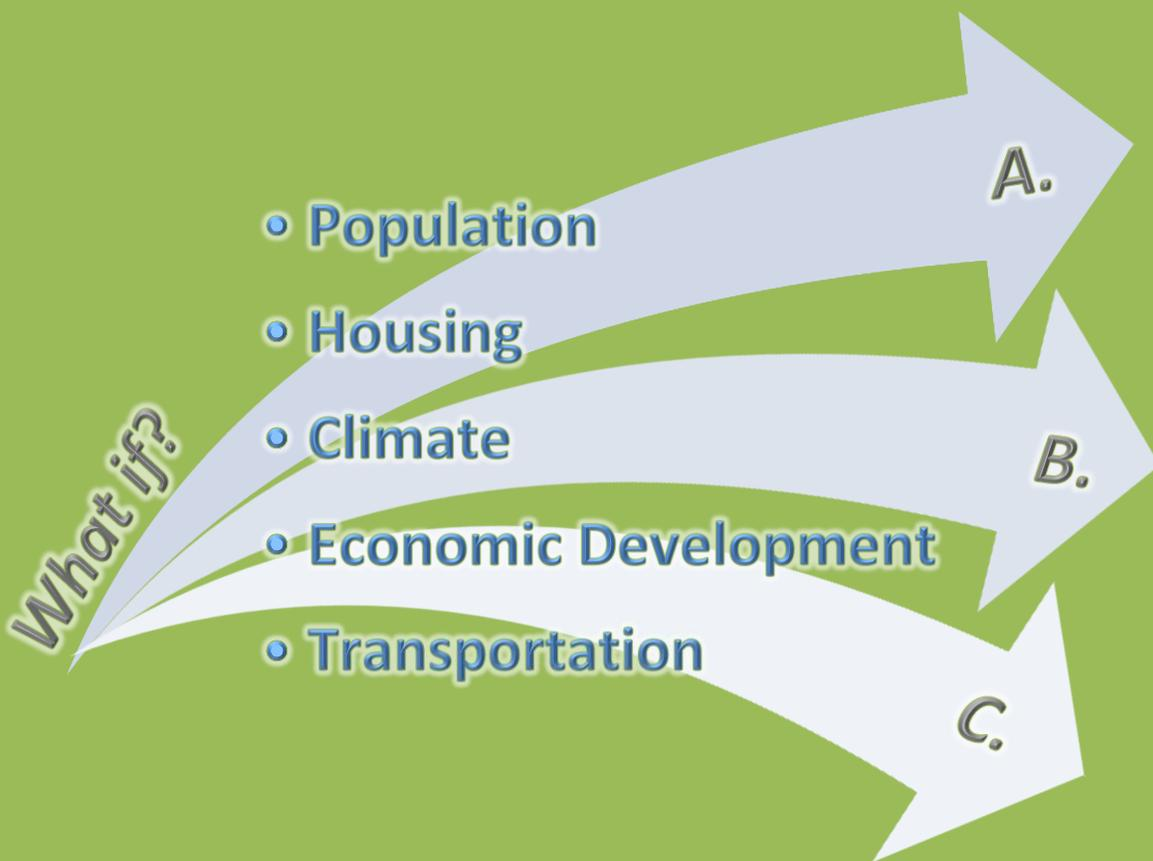 What if?
• Population
• Housing
• Climate
• Economic Development
• Transportation
A.
B.
C.